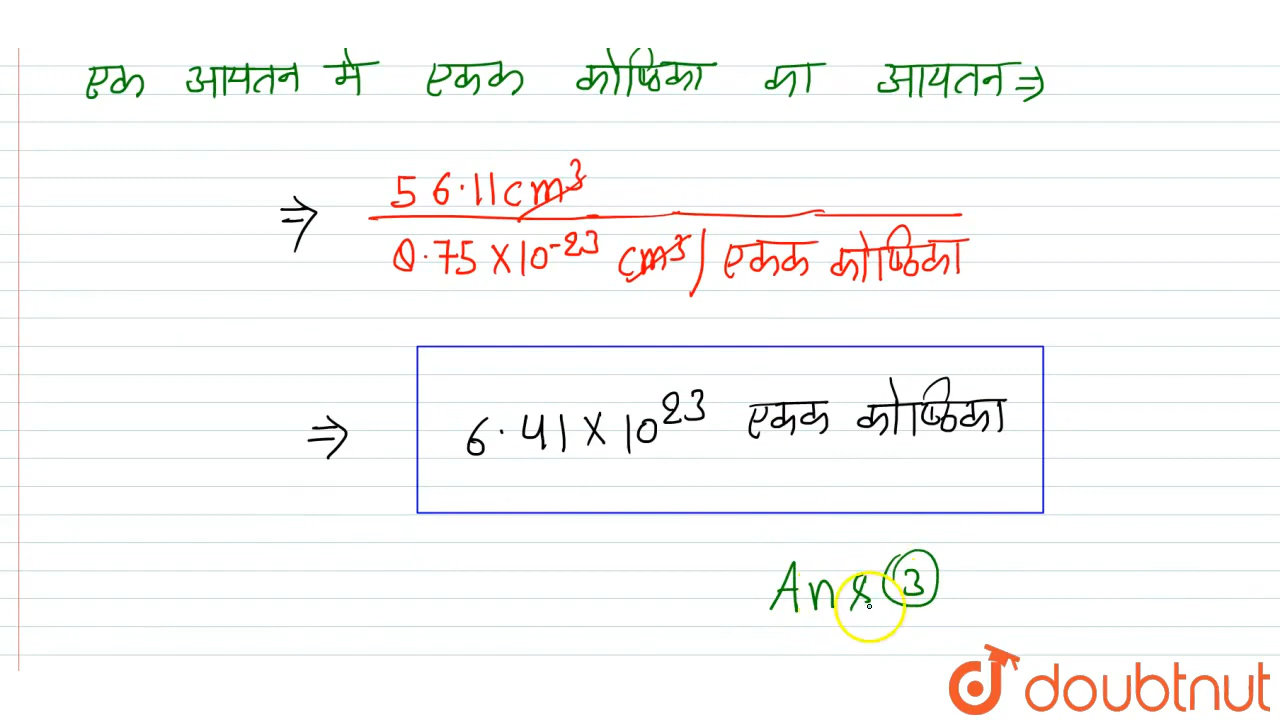 एक आयतन मे एकक कोष्ठिका का आयतन ⇒
⇒ 56.11 cm³
0.75 × 10⁻²³ cm³ / एकक कोष्ठिका
⇒ 6.41 × 10²³ एकक कोष्ठिका
Ans 3
doubtnut